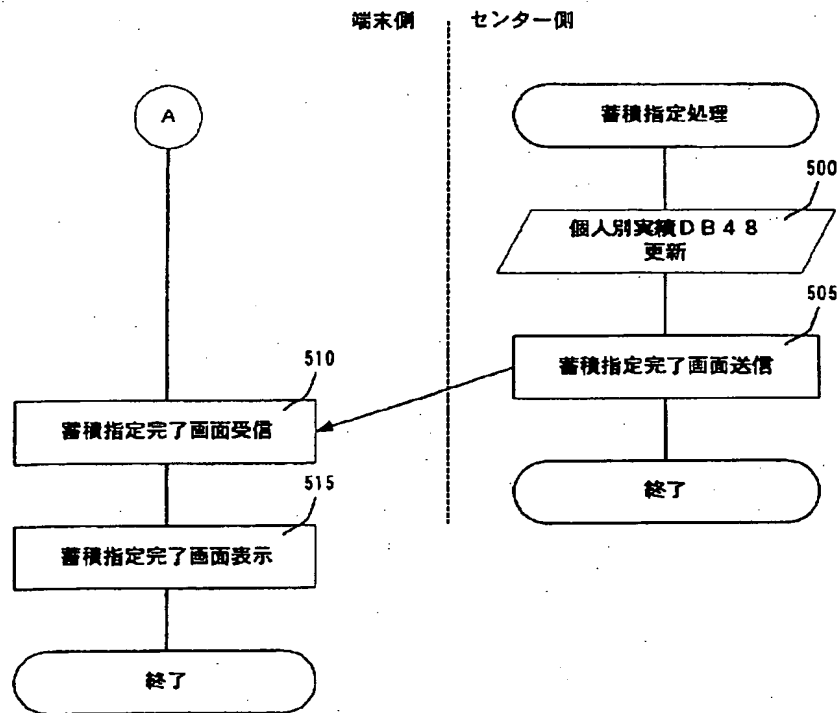 端末側
センター側
A
蓄積指定処理
500
個人別実績DB48
更新
505
蓄積指定完了画面送信
510
蓄積指定完了画面受信
終了
515
蓄積指定完了画面表示
終了